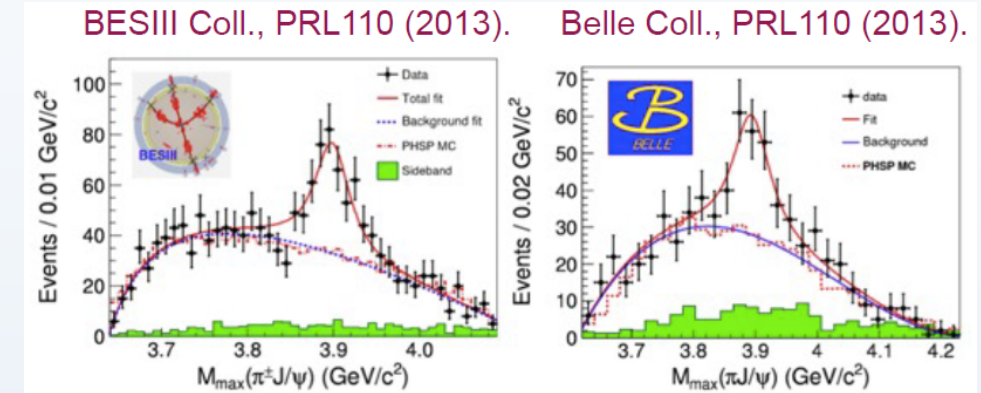 BESIII Coll., PRL110 (2013).
Belle Coll., PRL110 (2013).
Events / 0.01 GeV/c²
100
80
60
40
20
0
BESIII
Data
Total fit
Background fit
PHSP MC
Sideband
3.7 3.8 3.9 4.0
M_max(π±J/ψ) (GeV/c²)
Events / 0.02 GeV/c²
70
60
50
40
30
20
10
0
B
BELLE
data
Fit
Background
PHSP MC
3.7 3.8 3.9 4 4.1 4.2
M_max(πJ/ψ) (GeV/c²)